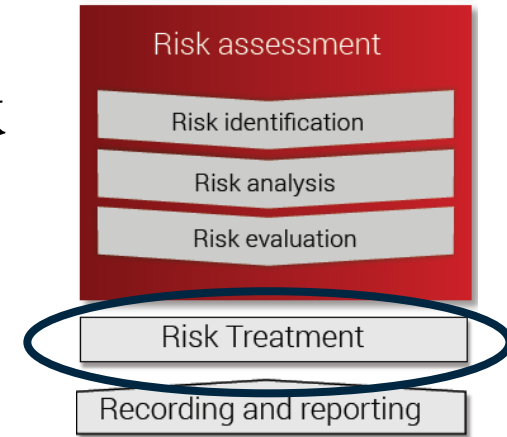 Risk assessment
Risk identification
Risk analysis
Risk evaluation
Risk Treatment
Recording and reporting